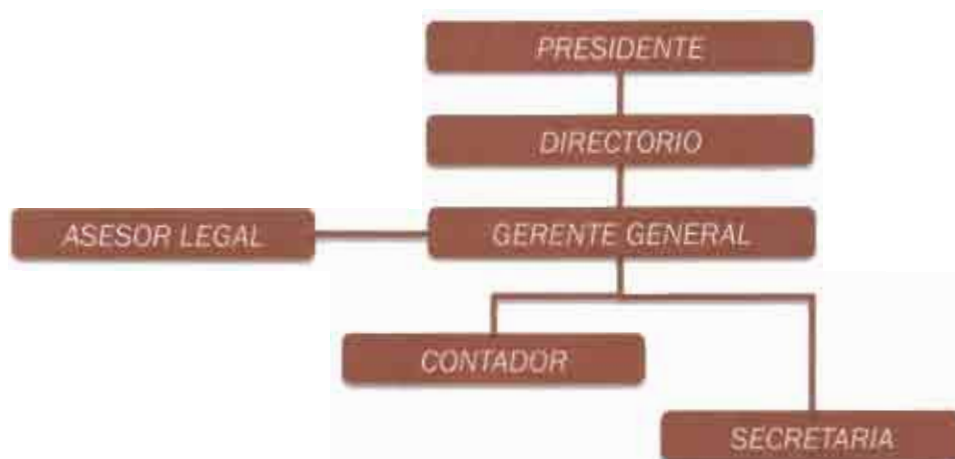 PRESIDENTE
DIRECTORIO
ASESOR LEGAL
GERENTE GENERAL
CONTADOR
SECRETARIA